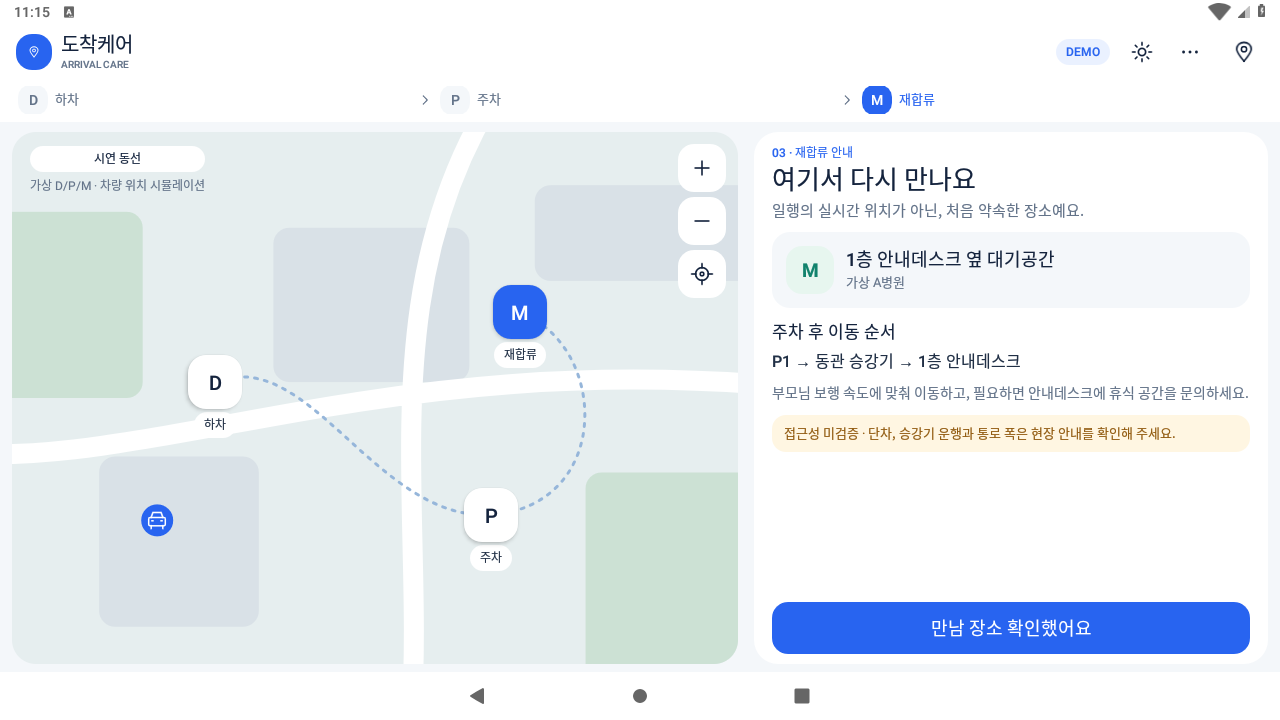 11:15
도착케어
ARRIVAL CARE
DEMO
D 하차
P 주차
M 재합류
시연 동선
가상 D/P/M · 차량 위치 시뮬레이션
M
재합류
D
하차
P
주차
03 · 재합류 안내
여기서 다시 만나요
일행의 실시간 위치가 아닌, 처음 약속한 장소예요.
M
1층 안내데스크 옆 대기공간
가상 A병원
주차 후 이동 순서
P1 → 동관 승강기 → 1층 안내데스크
부모님 보행 속도에 맞춰 이동하고, 필요하면 안내데스크에 휴식 공간을 문의하세요.
접근성 미검증 · 단차, 승강기 운행과 통로 폭은 현장 안내를 확인해 주세요.
만남 장소 확인했어요